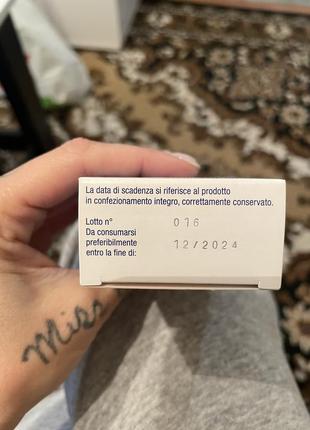 La data di scadenza si riferisce al prodotto
in confezionamento integro, correttamente conservato.
Lotto n° 016
Da consumarsi
preferibilmente 12/2024
entro la fine di: